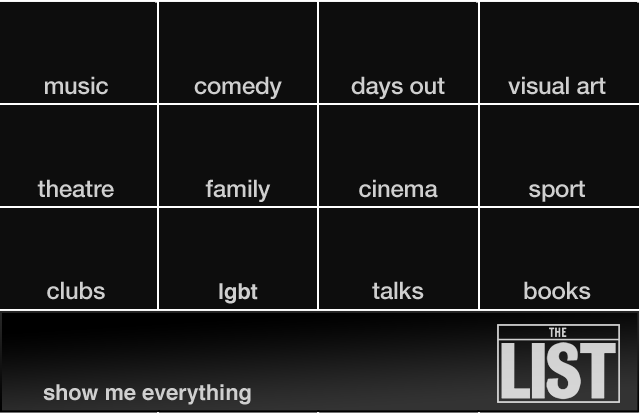 music comedy days out visual art
theatre family cinema sport
clubs lgbt talks books
THE
LIST
show me everything